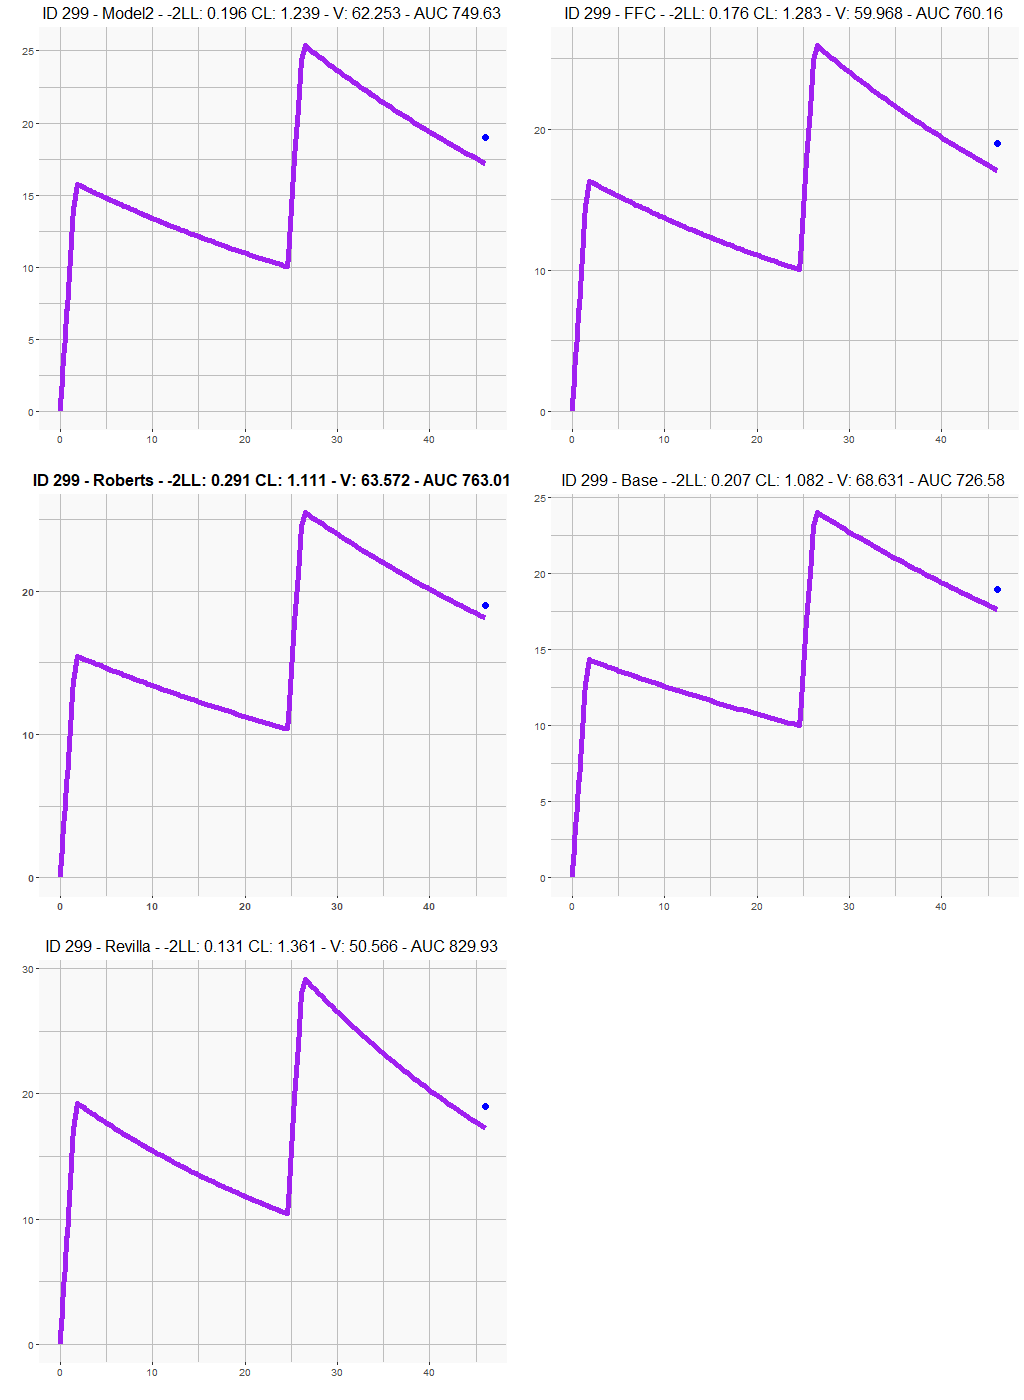 ID 299 - Model2 - -2LL: 0.196 CL: 1.239 - V: 62.253 - AUC 749.63
25
20
15
10
5
0
0 10 20 30 40
ID 299 - FFC - -2LL: 0.176 CL: 1.283 - V: 59.968 - AUC 760.16
20
10
0
0 10 20 30 40
ID 299 - Roberts - -2LL: 0.291 CL: 1.111 - V: 63.572 - AUC 763.01
20
10
0
0 10 20 30 40
ID 299 - Base - -2LL: 0.207 CL: 1.082 - V: 68.631 - AUC 726.58
25
20
15
10
5
0
0 10 20 30 40
ID 299 - Revilla - -2LL: 0.131 CL: 1.361 - V: 50.566 - AUC 829.93
30
20
10
0
0 10 20 30 40